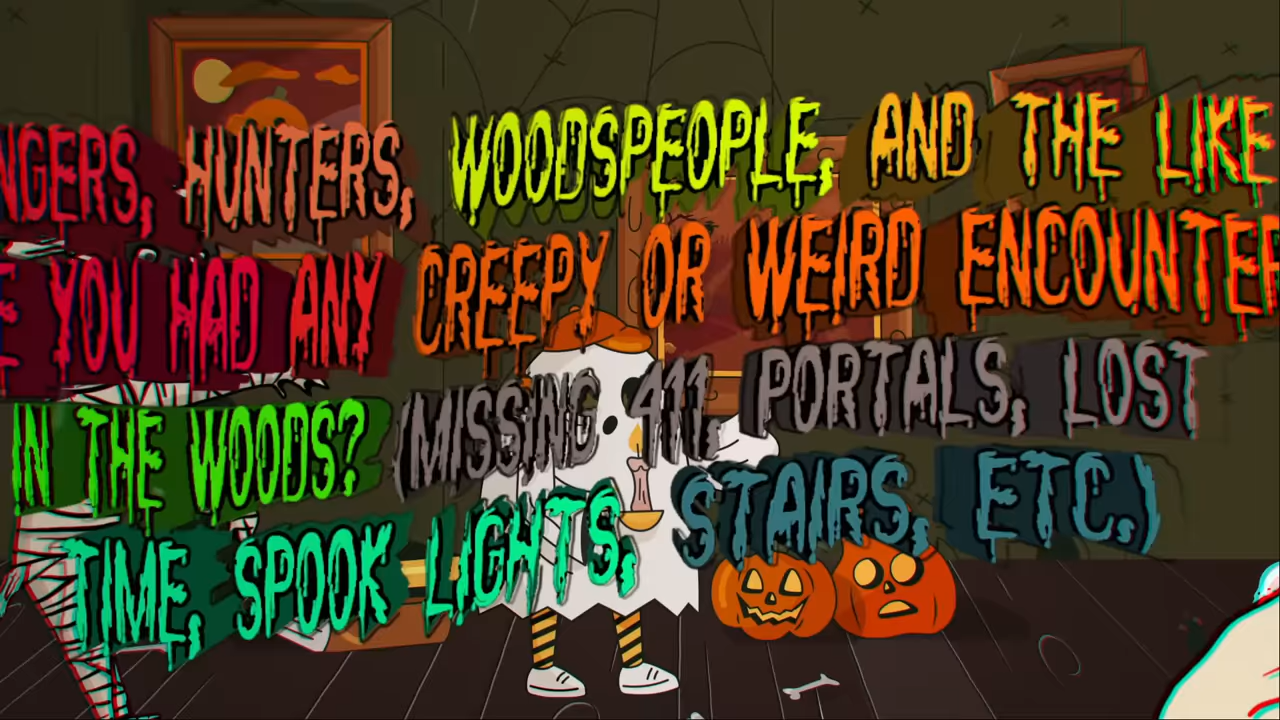 NGERS, HUNTERS, WOODSPEOPLE, AND THE LIKE
E YOU HAD ANY CREEPY OR WEIRD ENCOUNTER
IN THE WOODS? (MISSING 411, PORTALS, LOST
TIME, SPOOK LIGHTS, STAIRS, ETC.)